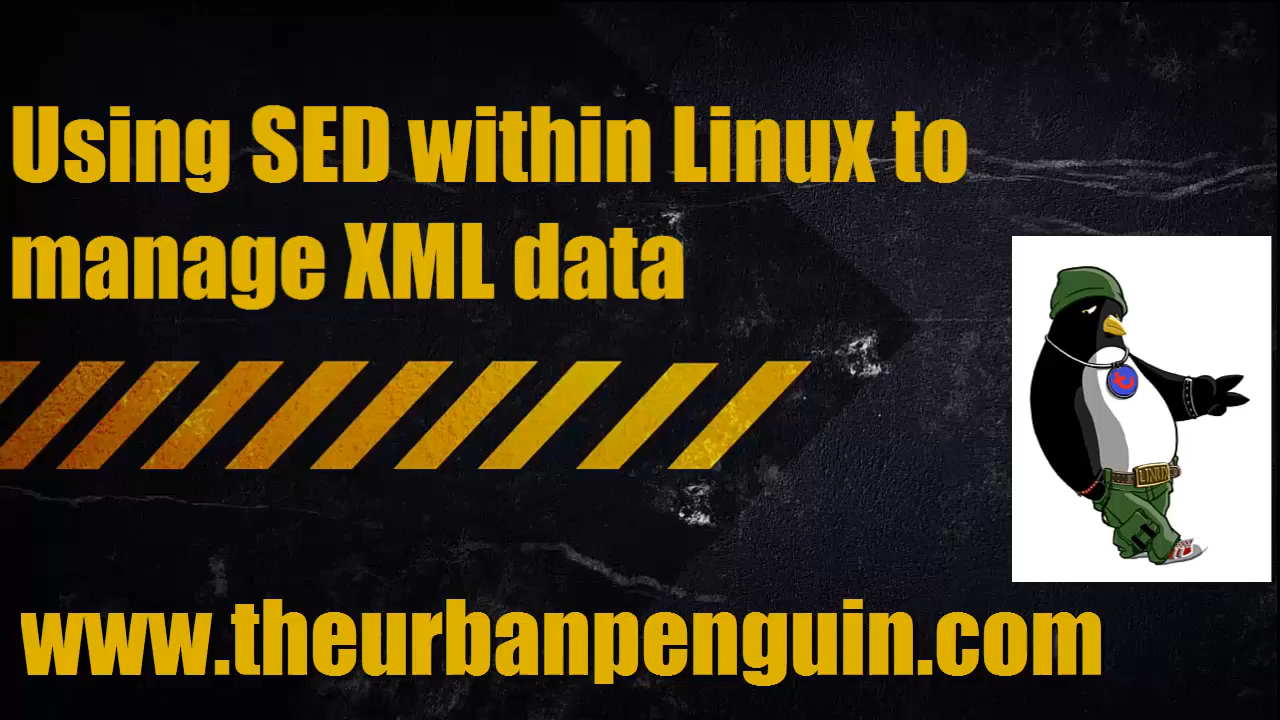 Using SED within Linux to
manage XML data
LINUX
www.theurbanpenguin.com